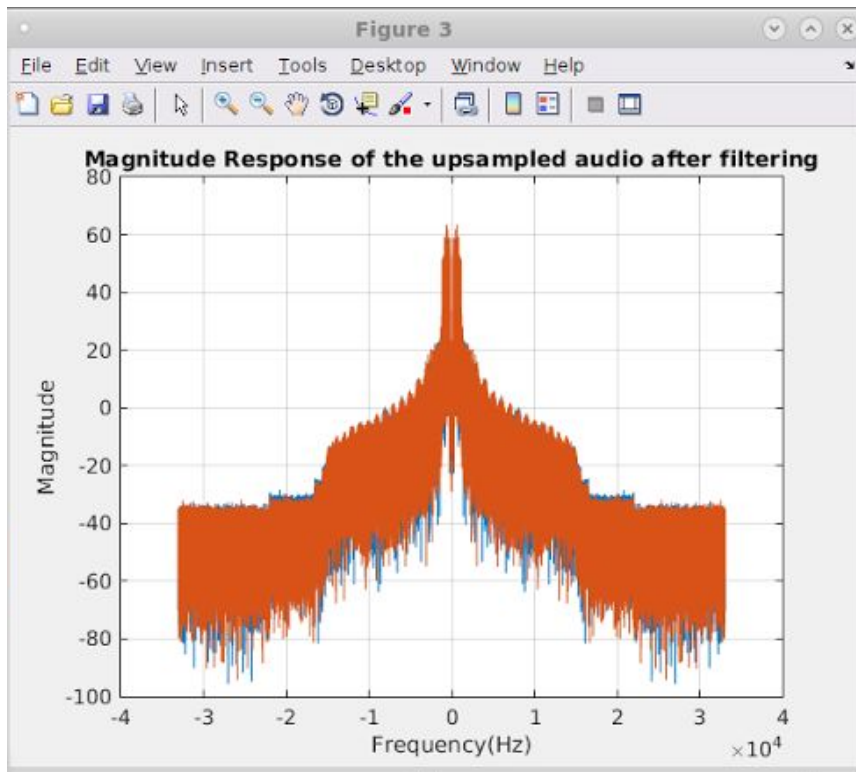 Figure 3
File Edit View Insert Tools Desktop Window Help
Magnitude Response of the upsampled audio after filtering
80
60
40
20
0
-20
-40
-60
-80
-100
Magnitude
-4 -3 -2 -1 0 1 2 3 4
Frequency(Hz)
×10⁴